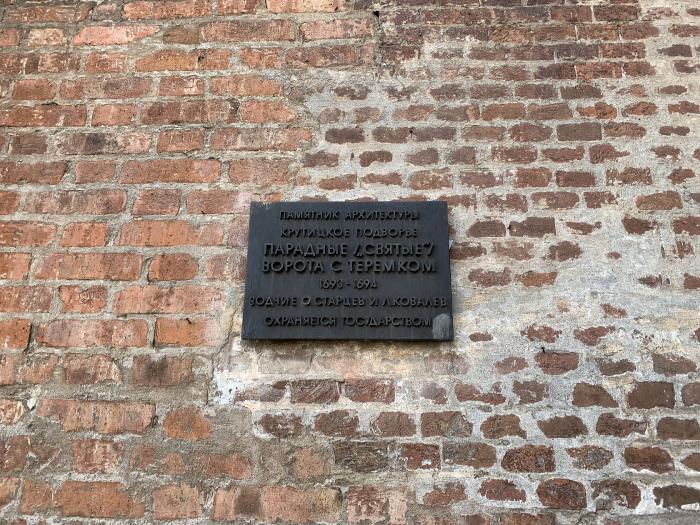 ПАМЯТНИК АРХИТЕКТУРЫ
КРУТИЦКОЕ ПОДВОРЬЕ
ПАРАДНЫЕ /„СВЯТЫЕ"/
ВОРОТА С ТЕРЕМКОМ
1693 - 1694
ЗОДЧИЕ О.СТАРЦЕВ И Л.КОВАЛЕВ
ОХРАНЯЕТСЯ ГОСУДАРСТВОМ